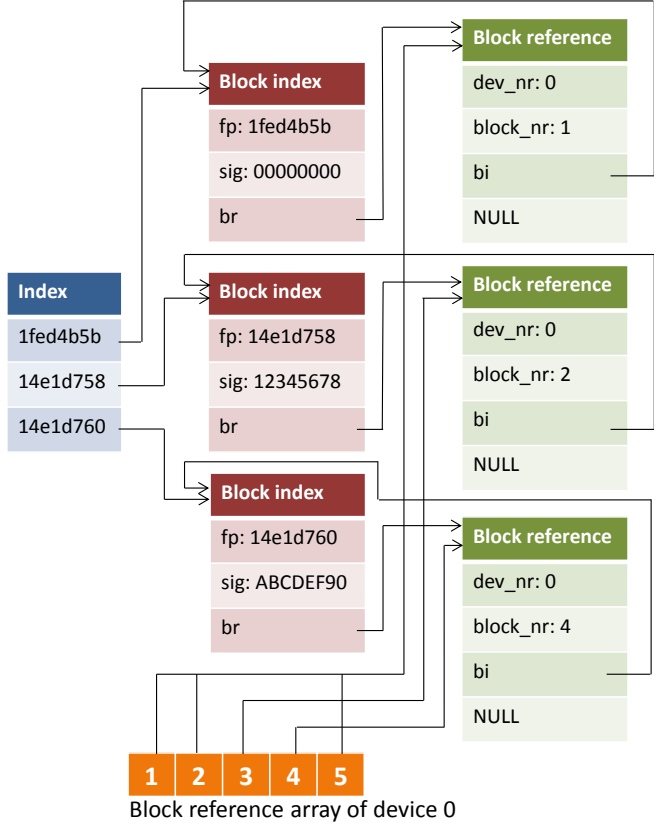 Block index
fp: 1fed4b5b
sig: 00000000
br
Block reference
dev_nr: 0
block_nr: 1
bi
NULL
Index
1fed4b5b
14e1d758
14e1d760
Block index
fp: 14e1d758
sig: 12345678
br
Block reference
dev_nr: 0
block_nr: 2
bi
NULL
Block index
fp: 14e1d760
sig: ABCDEF90
br
Block reference
dev_nr: 0
block_nr: 4
bi
NULL
1 2 3 4 5
Block reference array of device 0